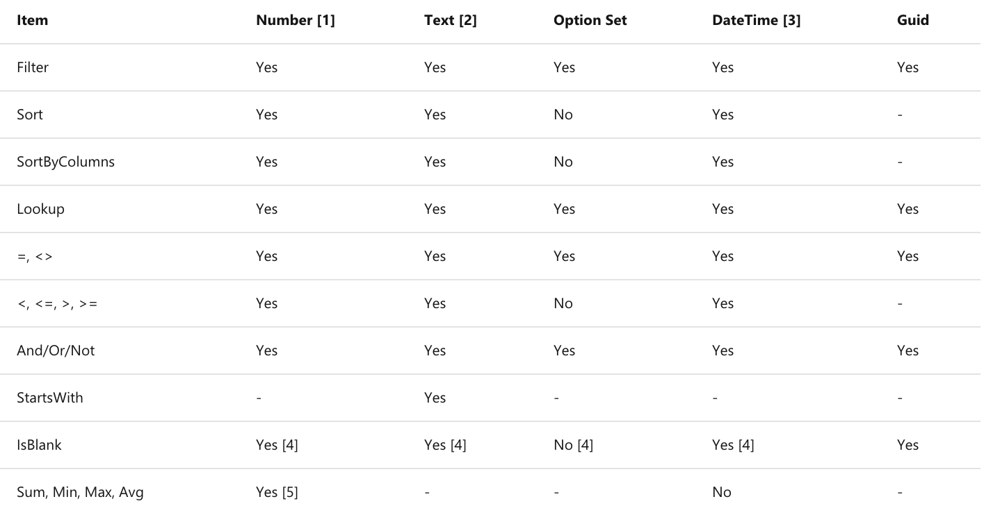 Item Number [1] Text [2] Option Set DateTime [3] Guid
Filter Yes Yes Yes Yes Yes
Sort Yes Yes No Yes -
SortByColumns Yes Yes No Yes -
Lookup Yes Yes Yes Yes Yes
=, <> Yes Yes Yes Yes Yes
<, <=, >, >= Yes Yes No Yes -
And/Or/Not Yes Yes Yes Yes Yes
StartsWith - Yes - - -
IsBlank Yes [4] Yes [4] No [4] Yes [4] Yes
Sum, Min, Max, Avg Yes [5] - - No -